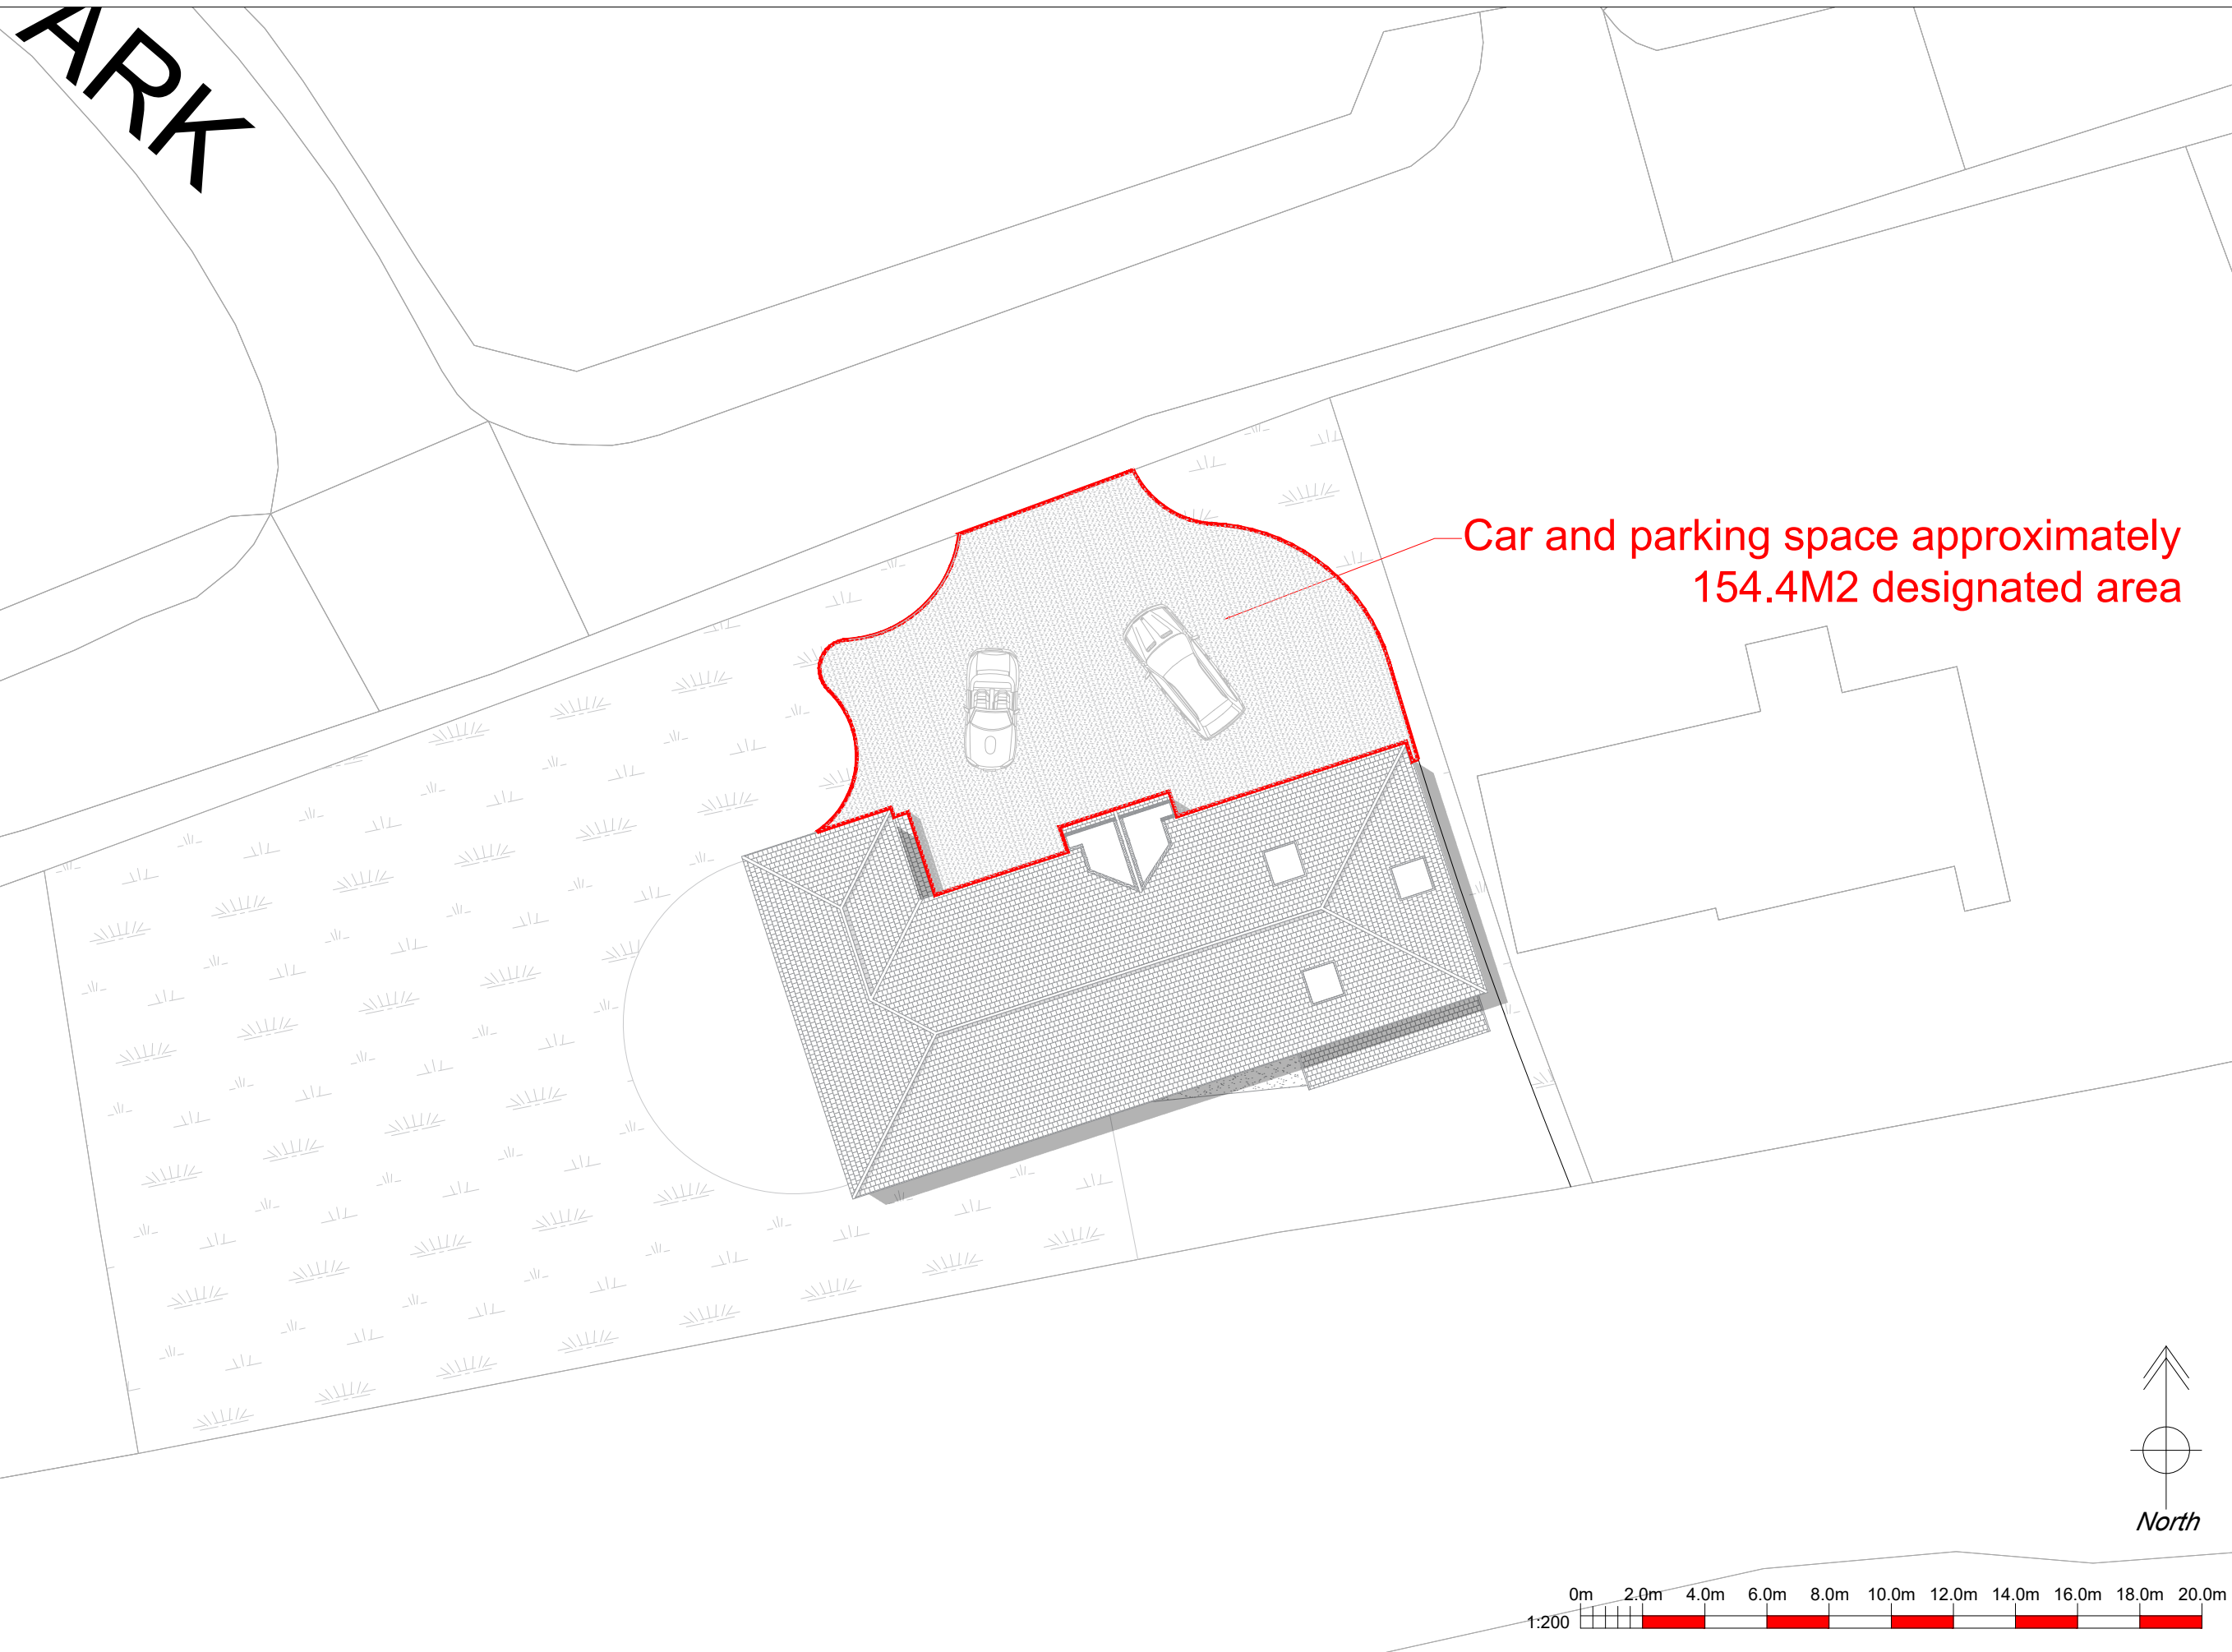 ARK
Car and parking space approximately
154.4M2 designated area
North
0m 2.0m 4.0m 6.0m 8.0m 10.0m 12.0m 14.0m 16.0m 18.0m 20.0m
1:200